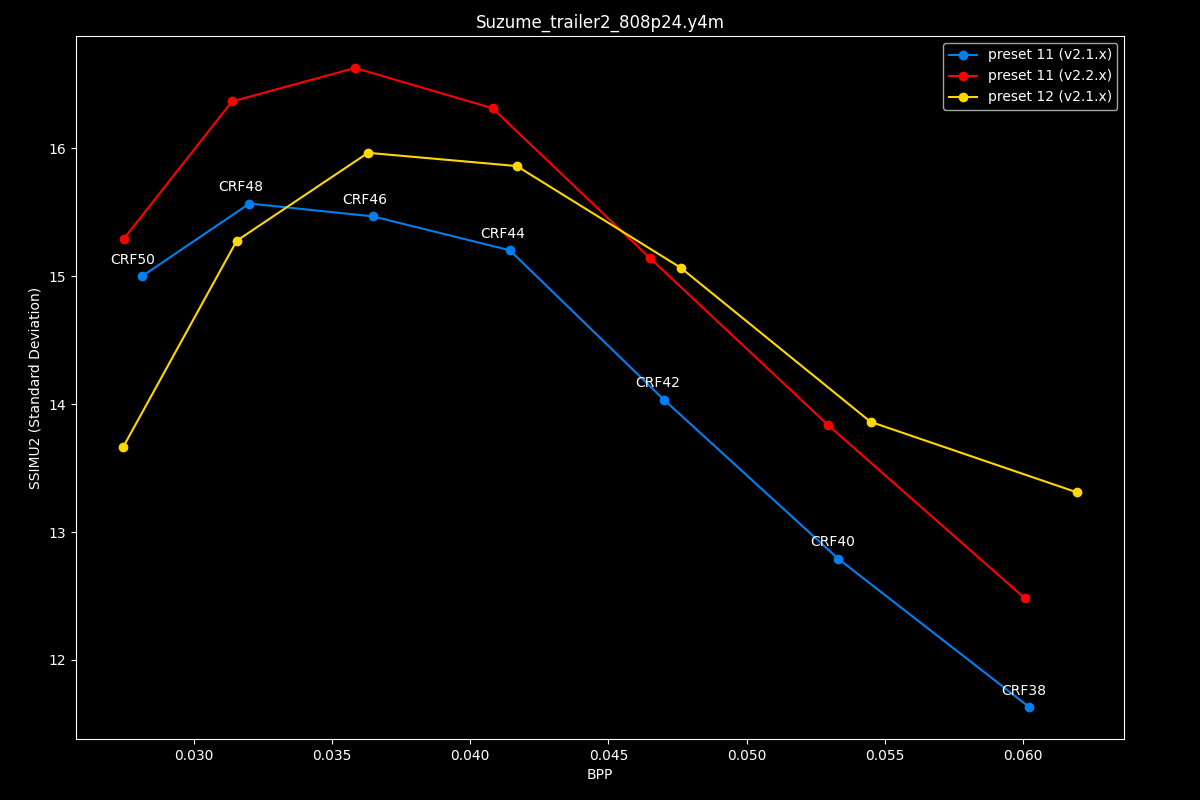 Suzume_trailer2_808p24.y4m
preset 11 (v2.1.x)
preset 11 (v2.2.x)
preset 12 (v2.1.x)
SSIMU2 (Standard Deviation)
16
15
14
13
12
CRF50
CRF48
CRF46
CRF44
CRF42
CRF40
CRF38
0.030
0.035
0.040
0.045
0.050
0.055
0.060
BPP